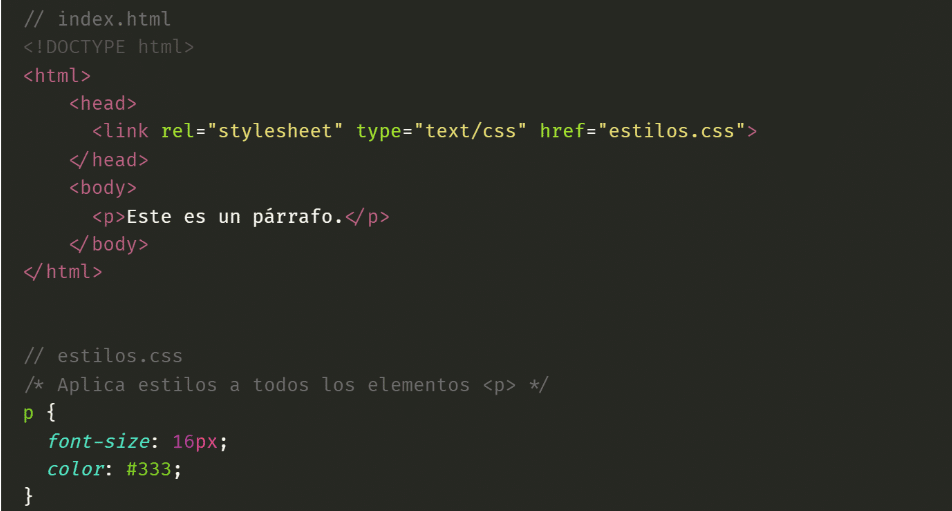 // index.html
<!DOCTYPE html>
<html>
    <head>
      <link rel="stylesheet" type="text/css" href="estilos.css">
    </head>
    <body>
      <p>Este es un párrafo.</p>
    </body>
</html>
// estilos.css
/* Aplica estilos a todos los elementos <p> */
p {
  font-size: 16px;
  color: #333;
}